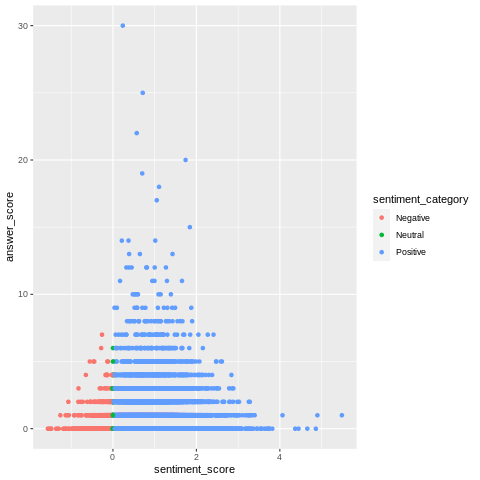 30
20
10
0
answer_score
0
2
4
sentiment_score
sentiment_category
Negative
Neutral
Positive